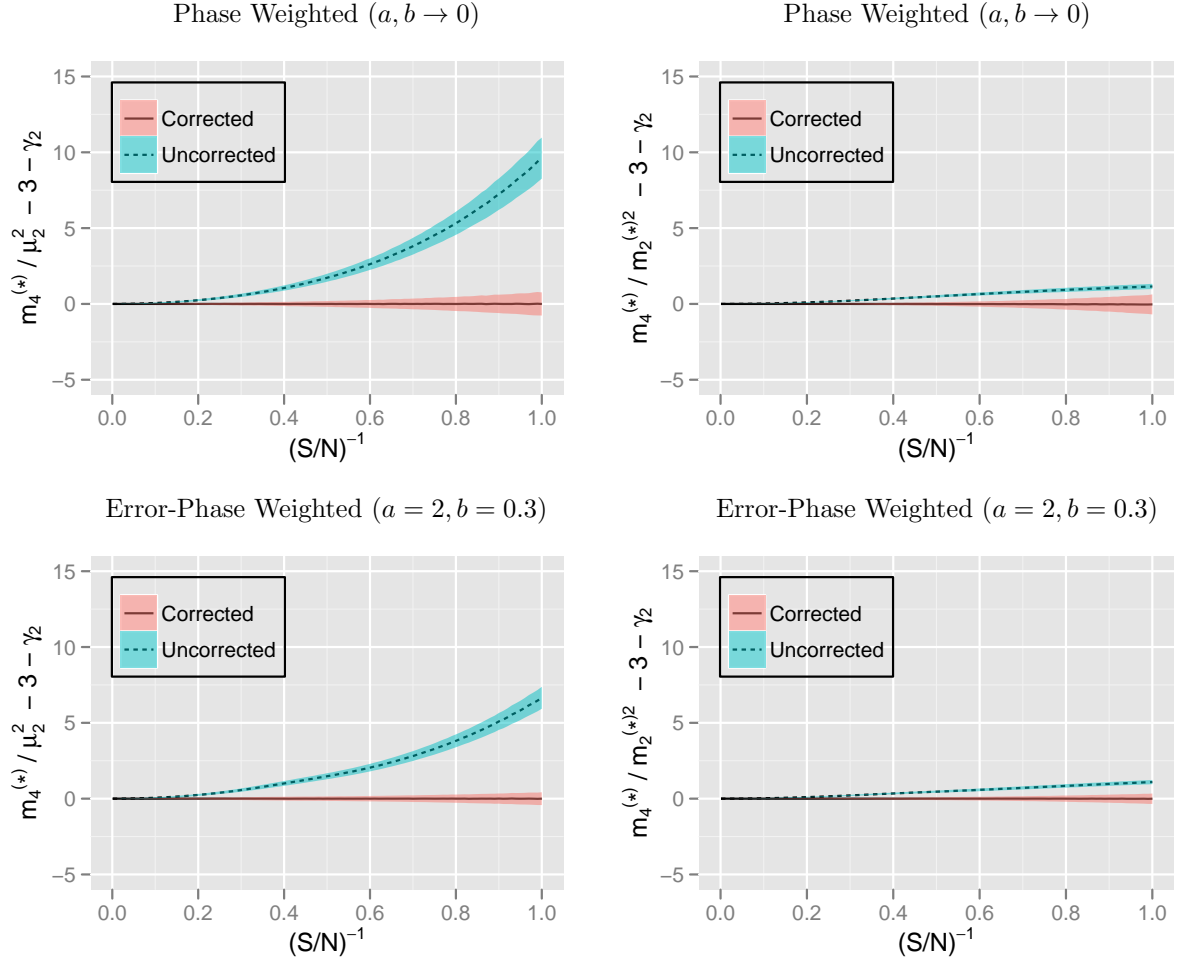 Phase Weighted (a, b → 0)
15
10
5
0
−5
Corrected
Uncorrected
m₄⁽*⁾ / μ₂² − 3 − γ₂
0.0 0.2 0.4 0.6 0.8 1.0
(S/N)⁻¹
Phase Weighted (a, b → 0)
15
10
5
0
−5
Corrected
Uncorrected
m₄⁽*⁾ / m₂⁽*⁾² − 3 − γ₂
0.0 0.2 0.4 0.6 0.8 1.0
(S/N)⁻¹
Error-Phase Weighted (a = 2, b = 0.3)
15
10
5
0
−5
Corrected
Uncorrected
m₄⁽*⁾ / μ₂² − 3 − γ₂
0.0 0.2 0.4 0.6 0.8 1.0
(S/N)⁻¹
Error-Phase Weighted (a = 2, b = 0.3)
15
10
5
0
−5
Corrected
Uncorrected
m₄⁽*⁾ / m₂⁽*⁾² − 3 − γ₂
0.0 0.2 0.4 0.6 0.8 1.0
(S/N)⁻¹